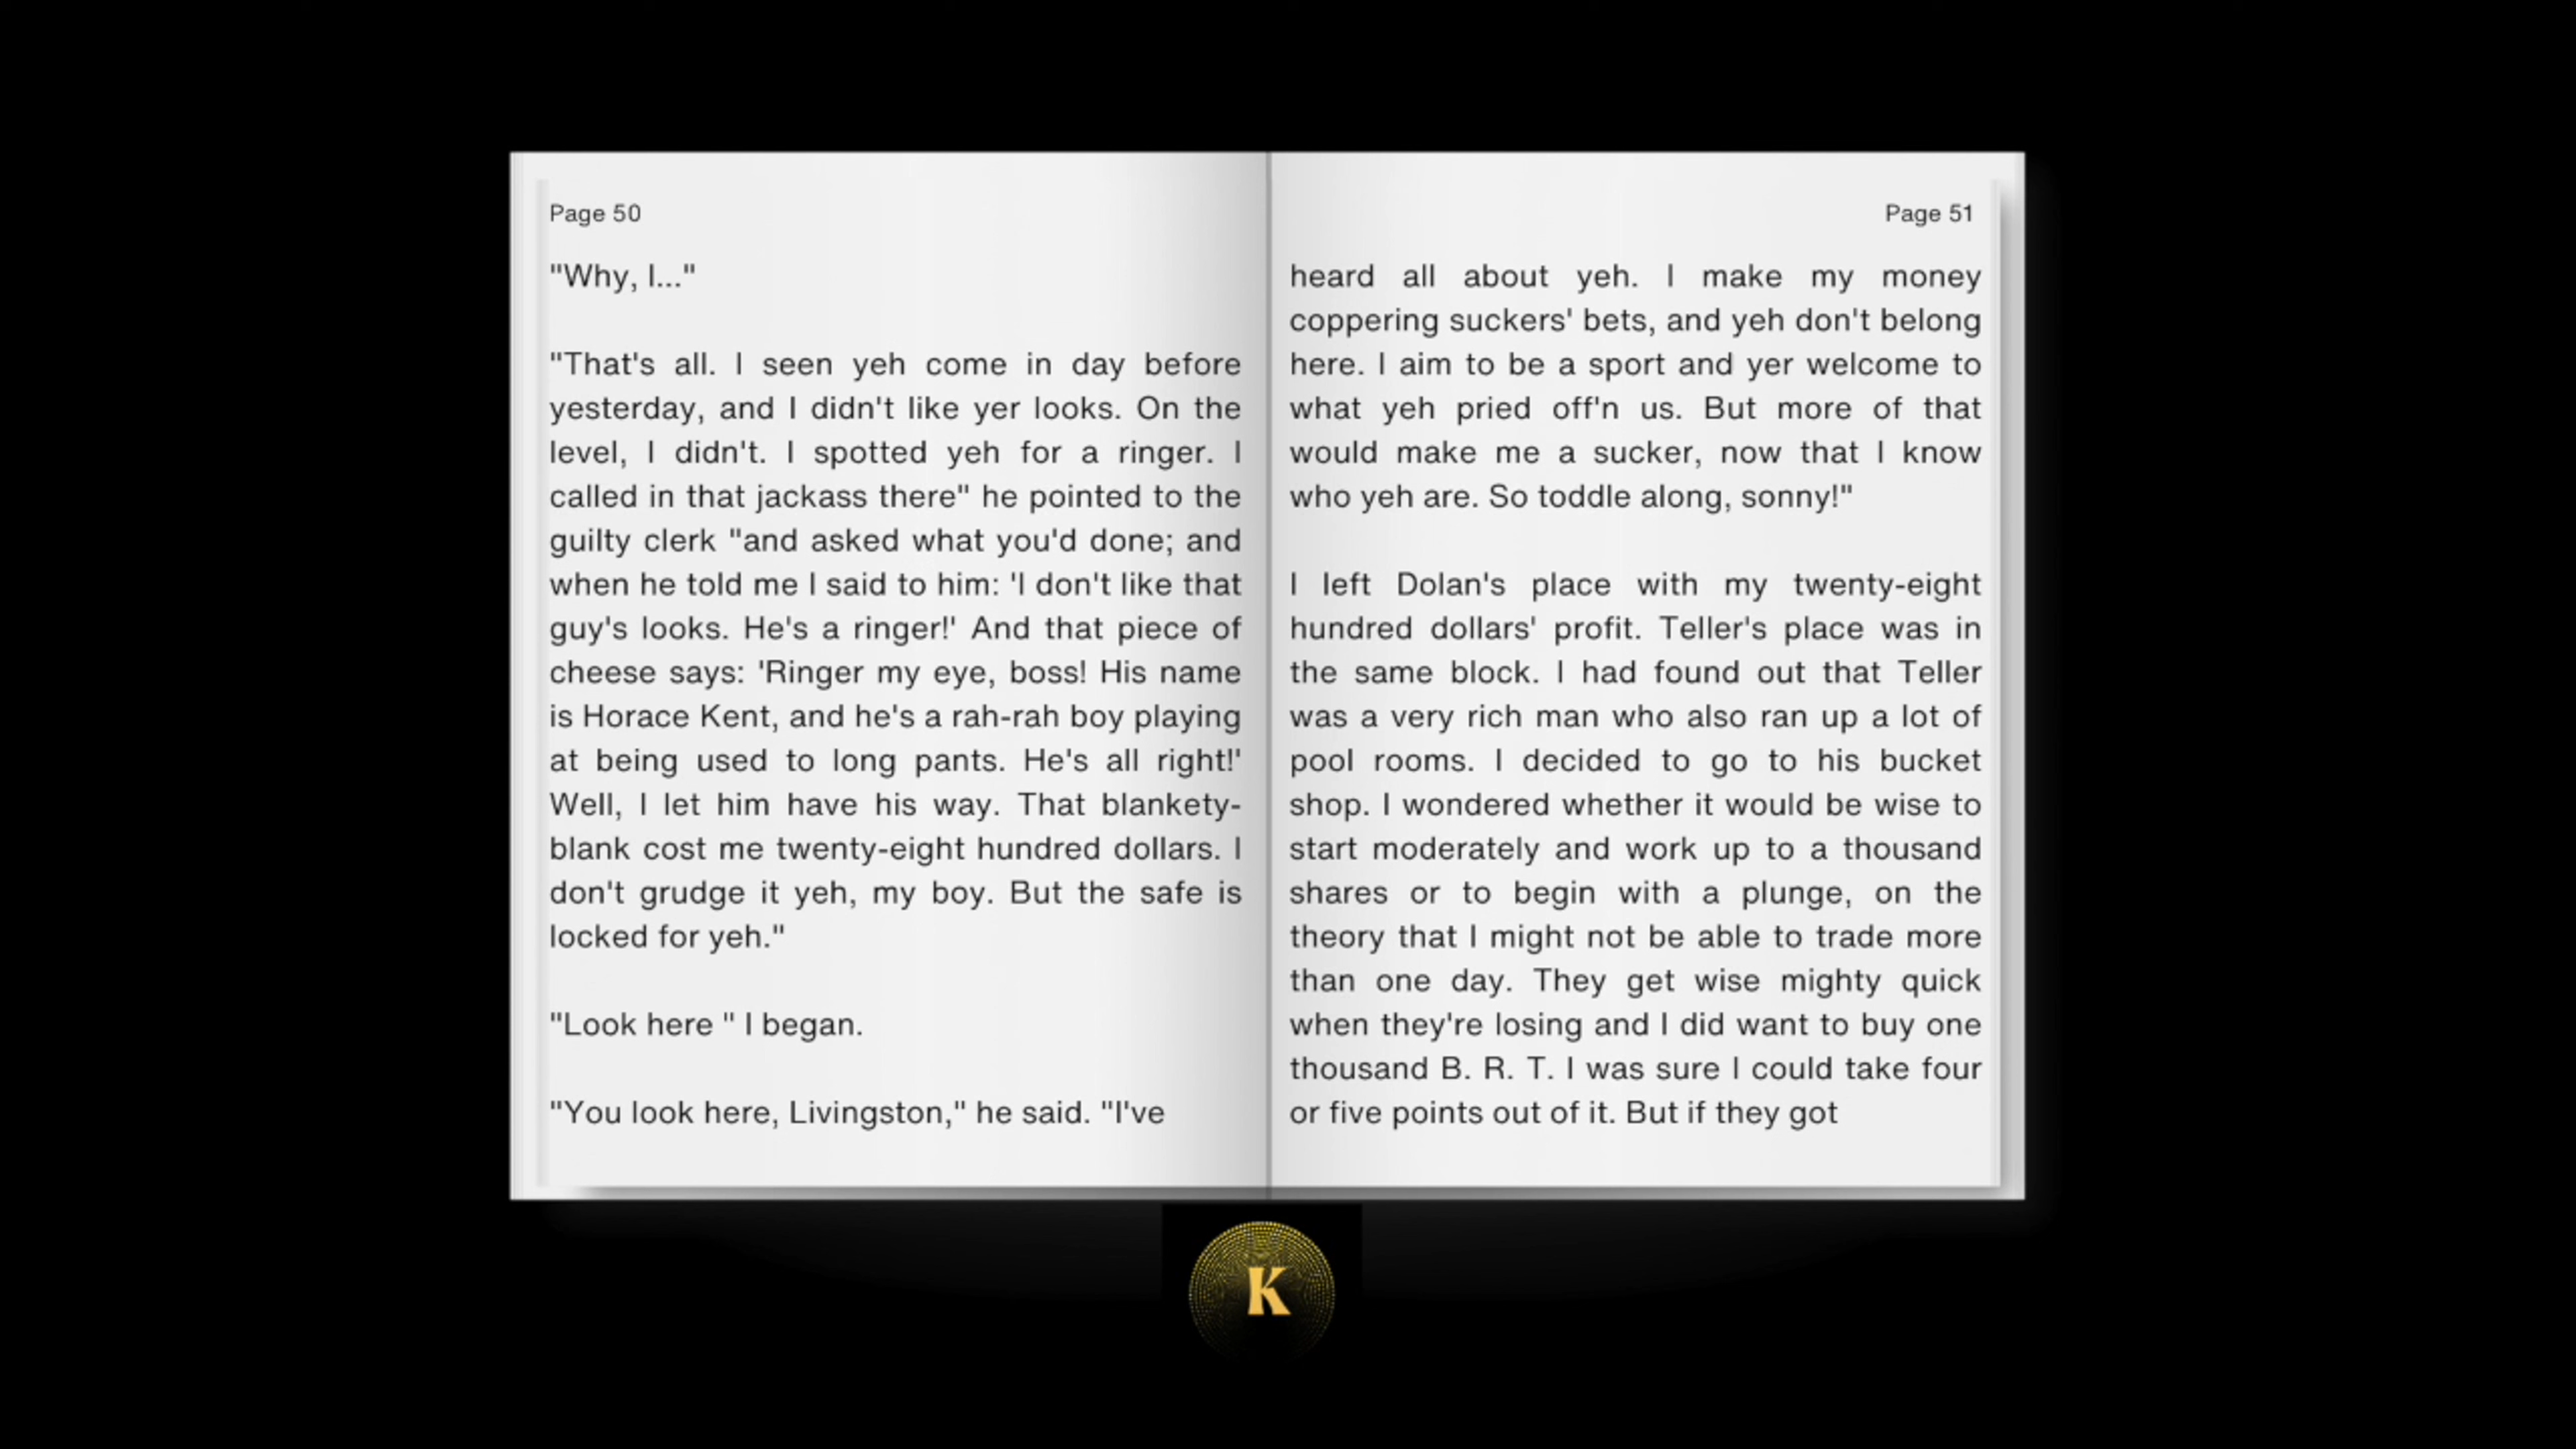 Page 50
"Why, I..."
"That's all. I seen yeh come in day before
yesterday, and I didn't like yer looks. On the
level, I didn't. I spotted yeh for a ringer. I
called in that jackass there" he pointed to the
guilty clerk "and asked what you'd done; and
when he told me I said to him: 'I don't like that
guy's looks. He's a ringer!' And that piece of
cheese says: 'Ringer my eye, boss! His name
is Horace Kent, and he's a rah-rah boy playing
at being used to long pants. He's all right!'
Well, I let him have his way. That blankety-
blank cost me twenty-eight hundred dollars. I
don't grudge it yeh, my boy. But the safe is
locked for yeh."
"Look here " I began.
"You look here, Livingston," he said. "I've
Page 51
heard all about yeh. I make my money
coppering suckers' bets, and yeh don't belong
here. I aim to be a sport and yer welcome to
what yeh pried off'n us. But more of that
would make me a sucker, now that I know
who yeh are. So toddle along, sonny!"
I left Dolan's place with my twenty-eight
hundred dollars' profit. Teller's place was in
the same block. I had found out that Teller
was a very rich man who also ran up a lot of
pool rooms. I decided to go to his bucket
shop. I wondered whether it would be wise to
start moderately and work up to a thousand
shares or to begin with a plunge, on the
theory that I might not be able to trade more
than one day. They get wise mighty quick
when they're losing and I did want to buy one
thousand B. R. T. I was sure I could take four
or five points out of it. But if they got
K